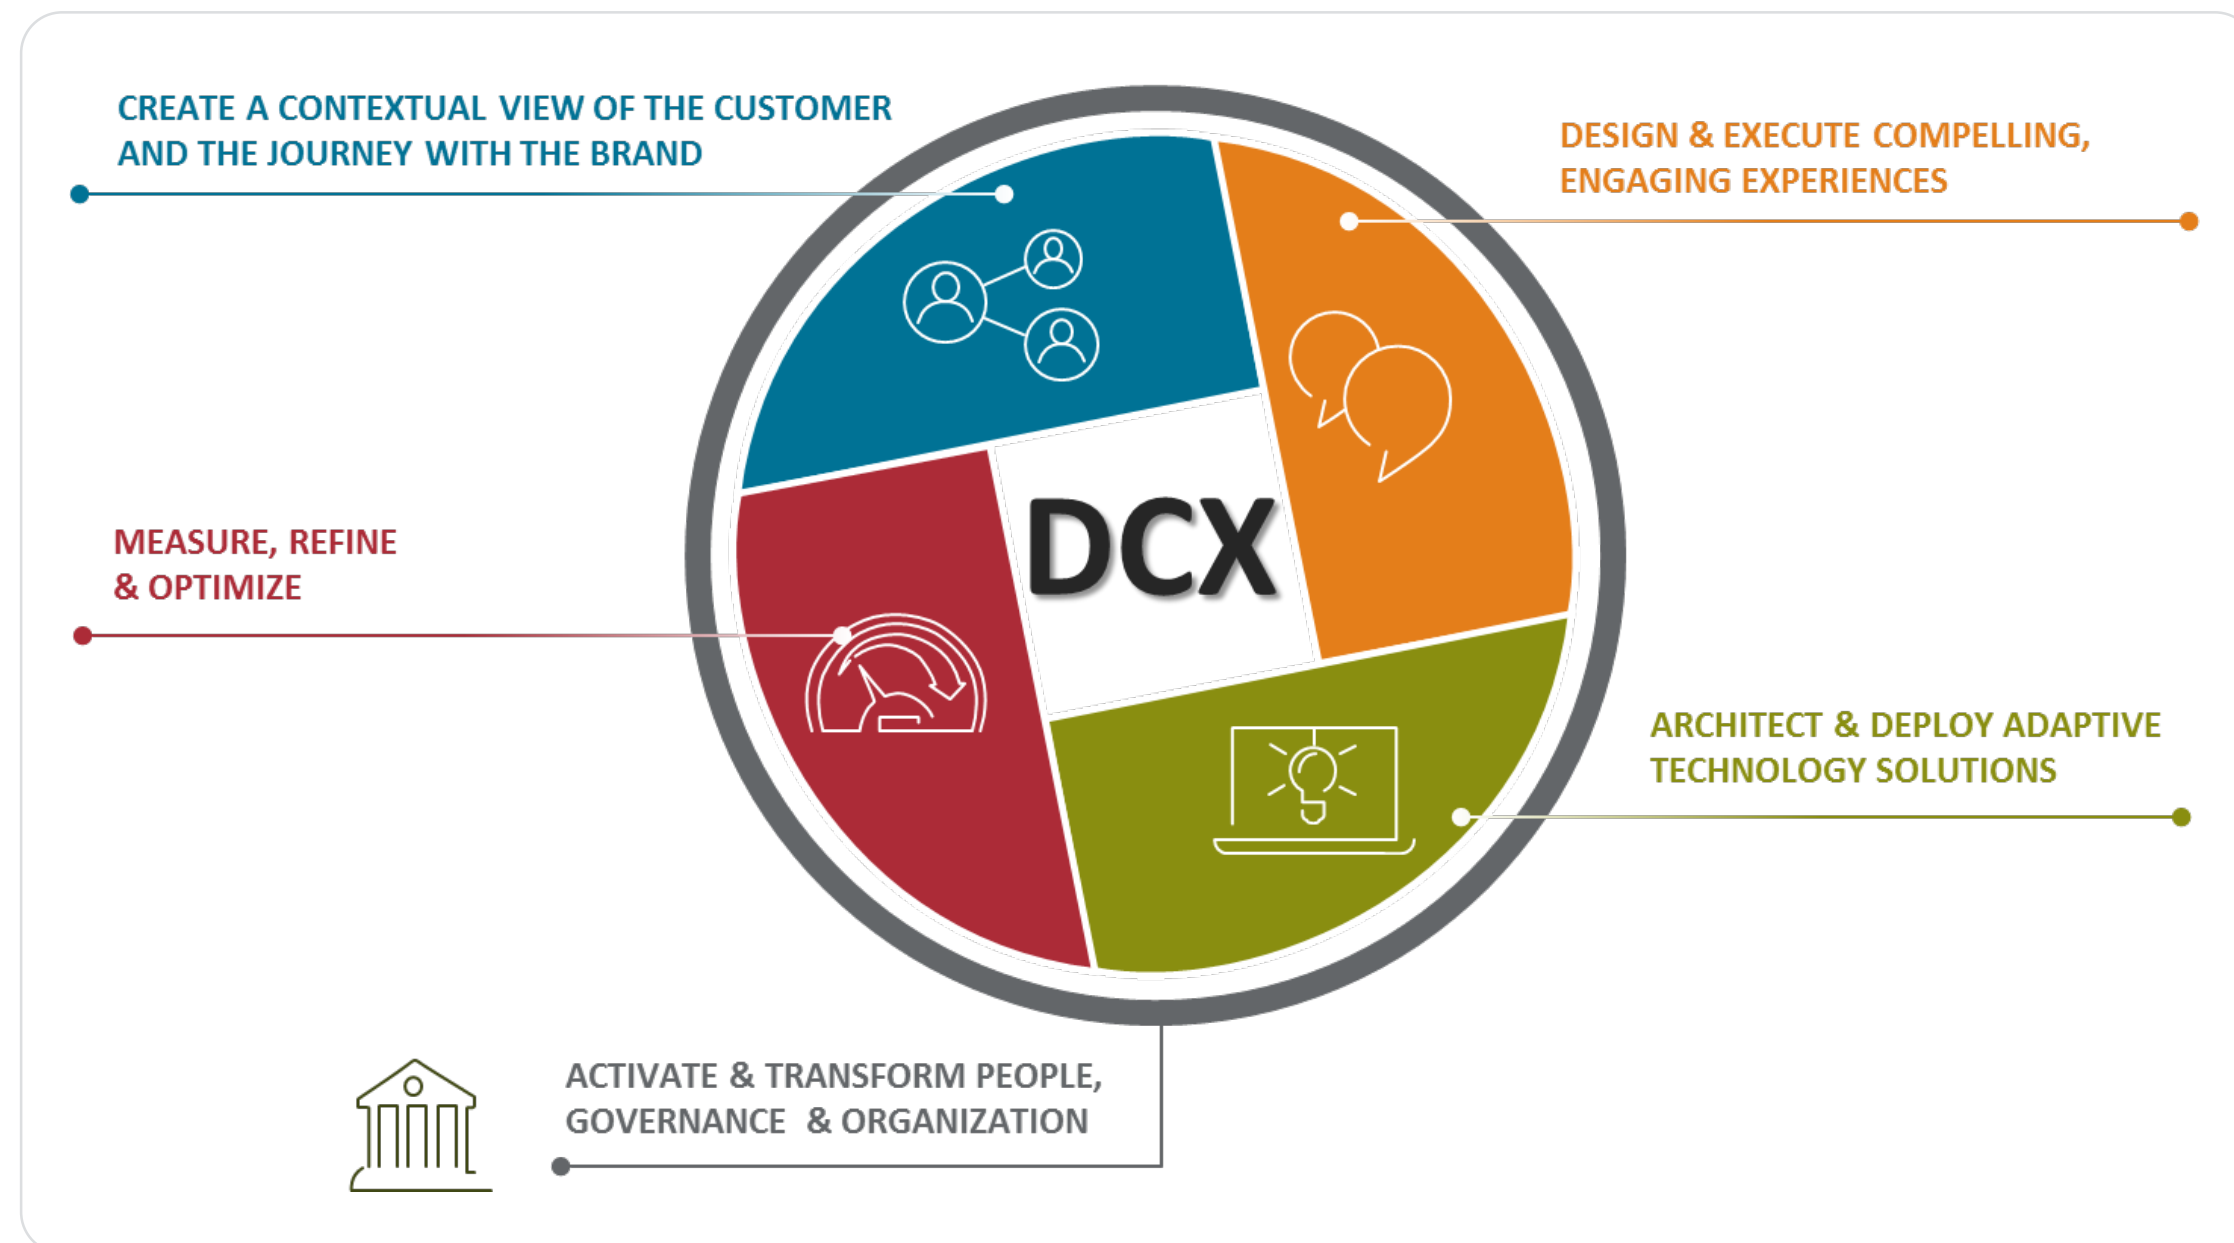 CREATE A CONTEXTUAL VIEW OF THE CUSTOMER
AND THE JOURNEY WITH THE BRAND
DESIGN & EXECUTE COMPELLING,
ENGAGING EXPERIENCES
DCX
MEASURE, REFINE
& OPTIMIZE
ARCHITECT & DEPLOY ADAPTIVE
TECHNOLOGY SOLUTIONS
ACTIVATE & TRANSFORM PEOPLE,
GOVERNANCE & ORGANIZATION